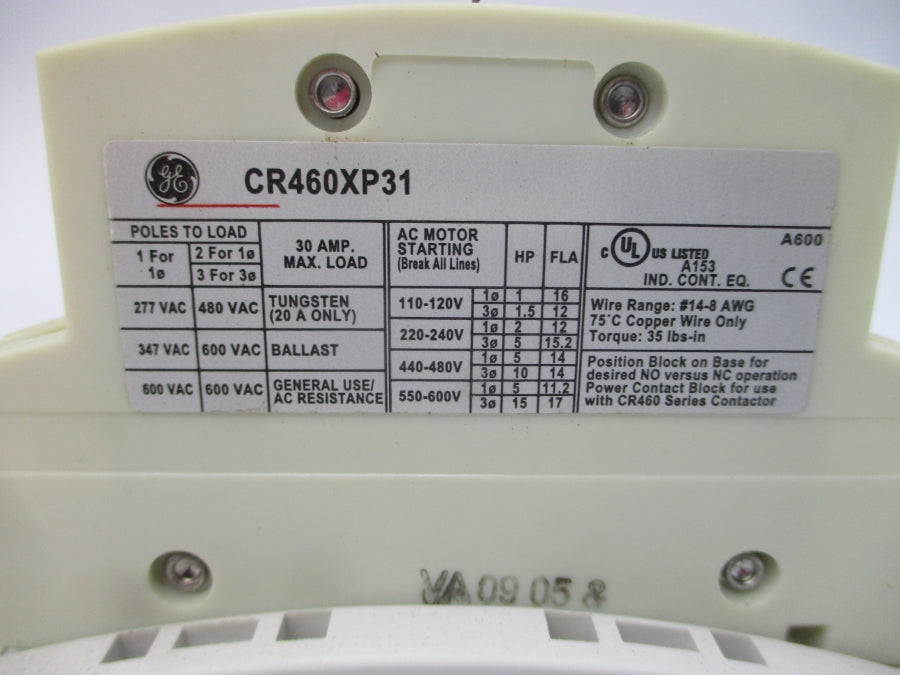 GE
CR460XP31
POLES TO LOAD
1 For 1ø
2 For 1ø
3 For 3ø
30 AMP.
MAX. LOAD
277 VAC 480 VAC TUNGSTEN
(20 A ONLY)
347 VAC 600 VAC BALLAST
600 VAC 600 VAC GENERAL USE/
AC RESISTANCE
AC MOTOR
STARTING
(Break All Lines)
HP FLA
110-120V 1ø 1 16
3ø 1.5 12
220-240V 1ø 2 12
3ø 5 15.2
440-480V 1ø 5 14
3ø 10 14
550-600V 1ø 5 11.2
3ø 15 17
A600
C UL US LISTED
A153
IND. CONT. EQ.
CE
Wire Range: #14-8 AWG
75°C Copper Wire Only
Torque: 35 lbs-in
Position Block on Base for
desired NO versus NC operation
Power Contact Block for use
with CR460 Series Contactor
09 05 &